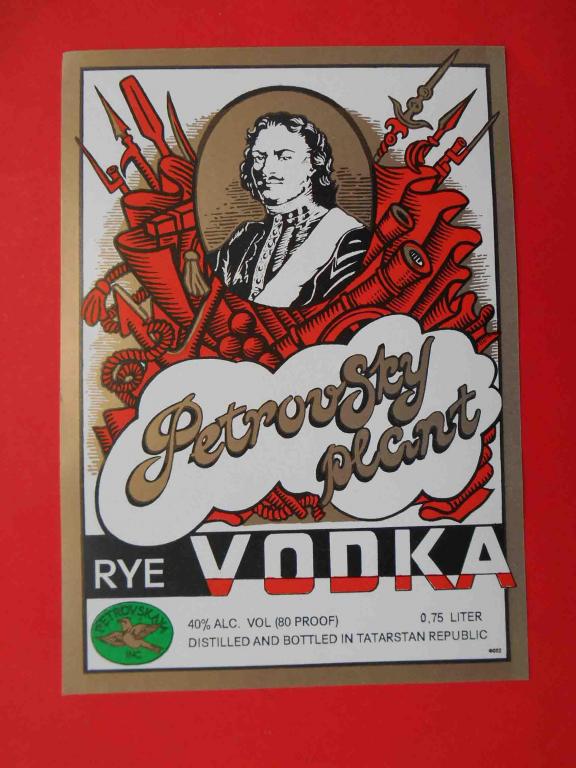 Petrovsky
plant
RYE VODKA
PETROVSKAY
INC
40% ALC. VOL (80 PROOF) 0,75 LITER
DISTILLED AND BOTTLED IN TATARSTAN REPUBLIC